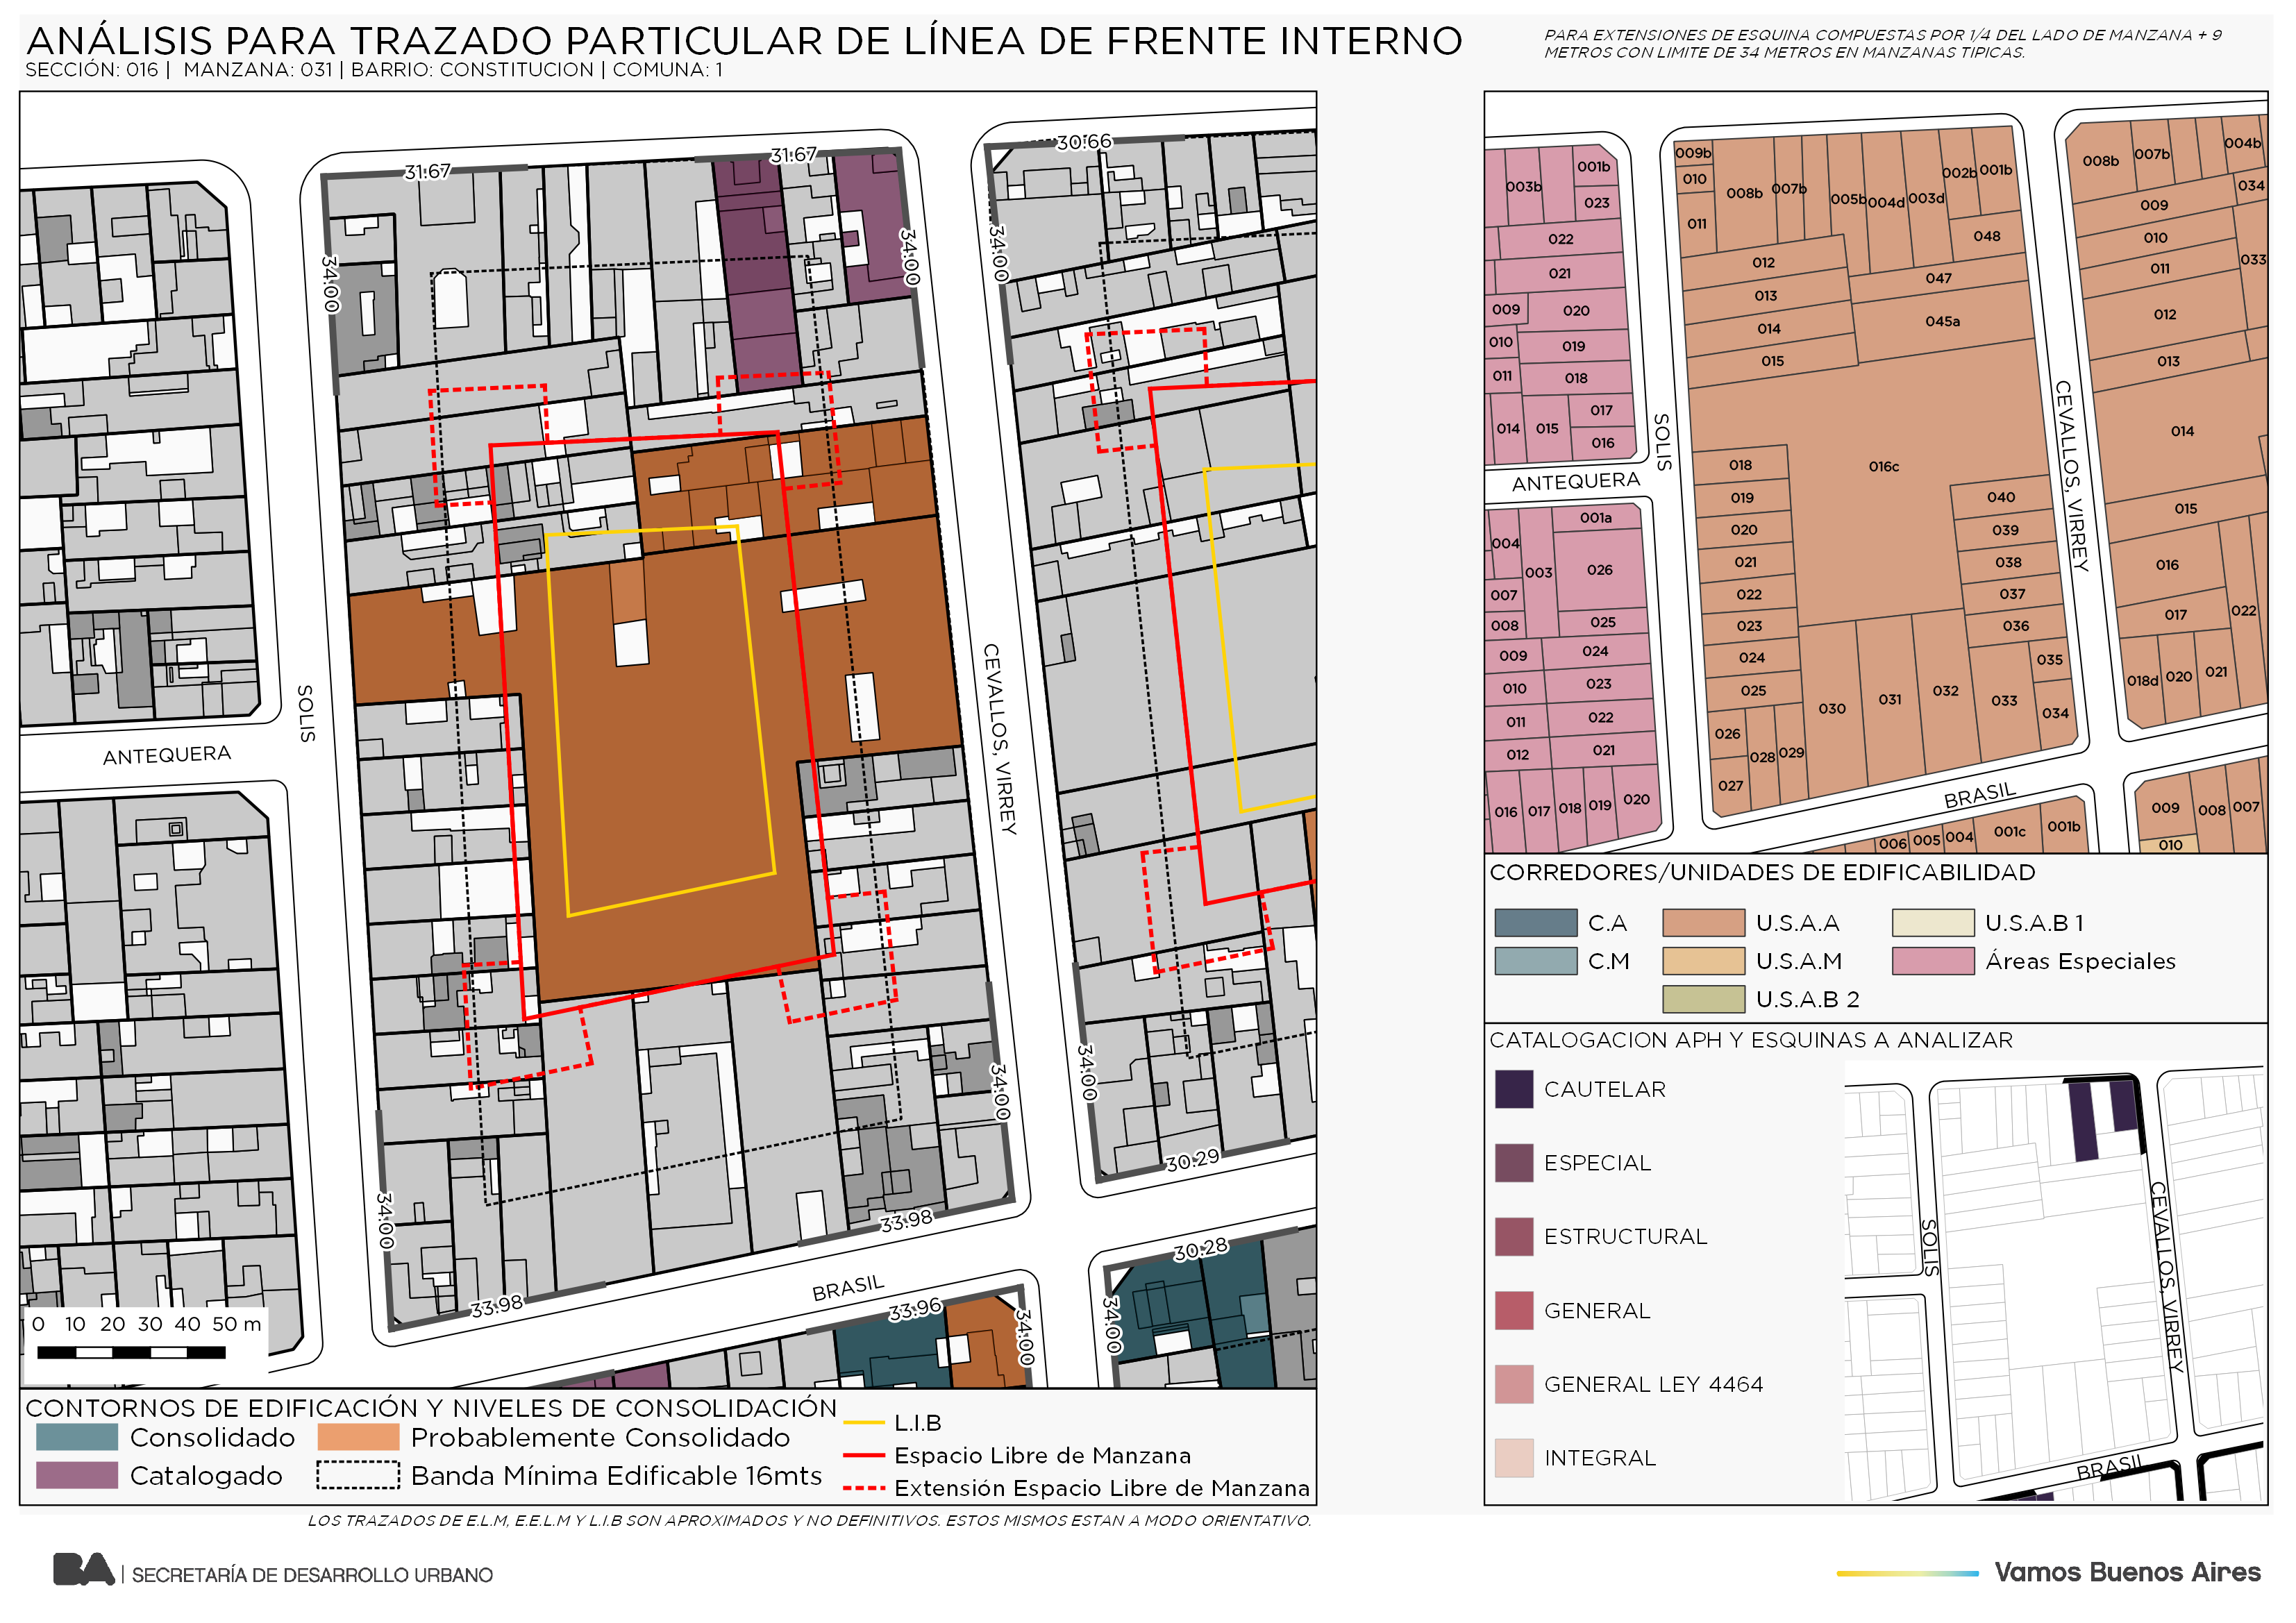 ANÁLISIS PARA TRAZADO PARTICULAR DE LÍNEA DE FRENTE INTERNO
SECCIÓN: 016 | MANZANA: 031 | BARRIO: CONSTITUCION | COMUNA: 1
PARA EXTENSIONES DE ESQUINA COMPUESTAS POR 1/4 DEL LADO DE MANZANA + 9
METROS CON LIMITE DE 34 METROS EN MANZANAS TIPICAS.
31.67
31.67
30.66
34.00
34.00
34.00
SOLIS
ANTEQUERA
CEVALLOS, VIRREY
34.00
34.00
34.00
30.29
33.98
33.98
BRASIL
33.96
30.28
34.00
34.00
0 10 20 30 40 50 m
CONTORNOS DE EDIFICACIÓN Y NIVELES DE CONSOLIDACIÓN
Consolidado
Probablemente Consolidado
Catalogado
Banda Mínima Edificable 16mts
L.I.B
Espacio Libre de Manzana
Extensión Espacio Libre de Manzana
LOS TRAZADOS DE E.L.M, E.E.L.M Y L.I.B SON APROXIMADOS Y NO DEFINITIVOS. ESTOS MISMOS ESTAN A MODO ORIENTATIVO.
003b
001b
023
022
021
009
020
010
019
011
018
014
015
017
016
ANTEQUERA
SOLIS
001a
004
003
026
007
008
025
009
024
010
023
011
022
012
021
016
017
018
019
020
009b
010
011
008b
007b
005b
004d
003d
002b
001b
048
012
047
013
045a
014
015
016c
018
019
020
021
022
023
024
025
026
027
028
029
030
031
032
033
034
035
036
037
038
039
040
CEVALLOS, VIRREY
BRASIL
008b
007b
004b
034
009
010
033
011
012
013
014
015
016
017
022
018d
020
021
006
005
004
001c
001b
009
008
007
010
CORREDORES/UNIDADES DE EDIFICABILIDAD
C.A
U.S.A.A
U.S.A.B 1
C.M
U.S.A.M
Áreas Especiales
U.S.A.B 2
CATALOGACION APH Y ESQUINAS A ANALIZAR
CAUTELAR
ESPECIAL
ESTRUCTURAL
GENERAL
GENERAL LEY 4464
INTEGRAL
SOLIS
CEVALLOS, VIRREY
BRASIL
BA | SECRETARÍA DE DESARROLLO URBANO
Vamos Buenos Aires